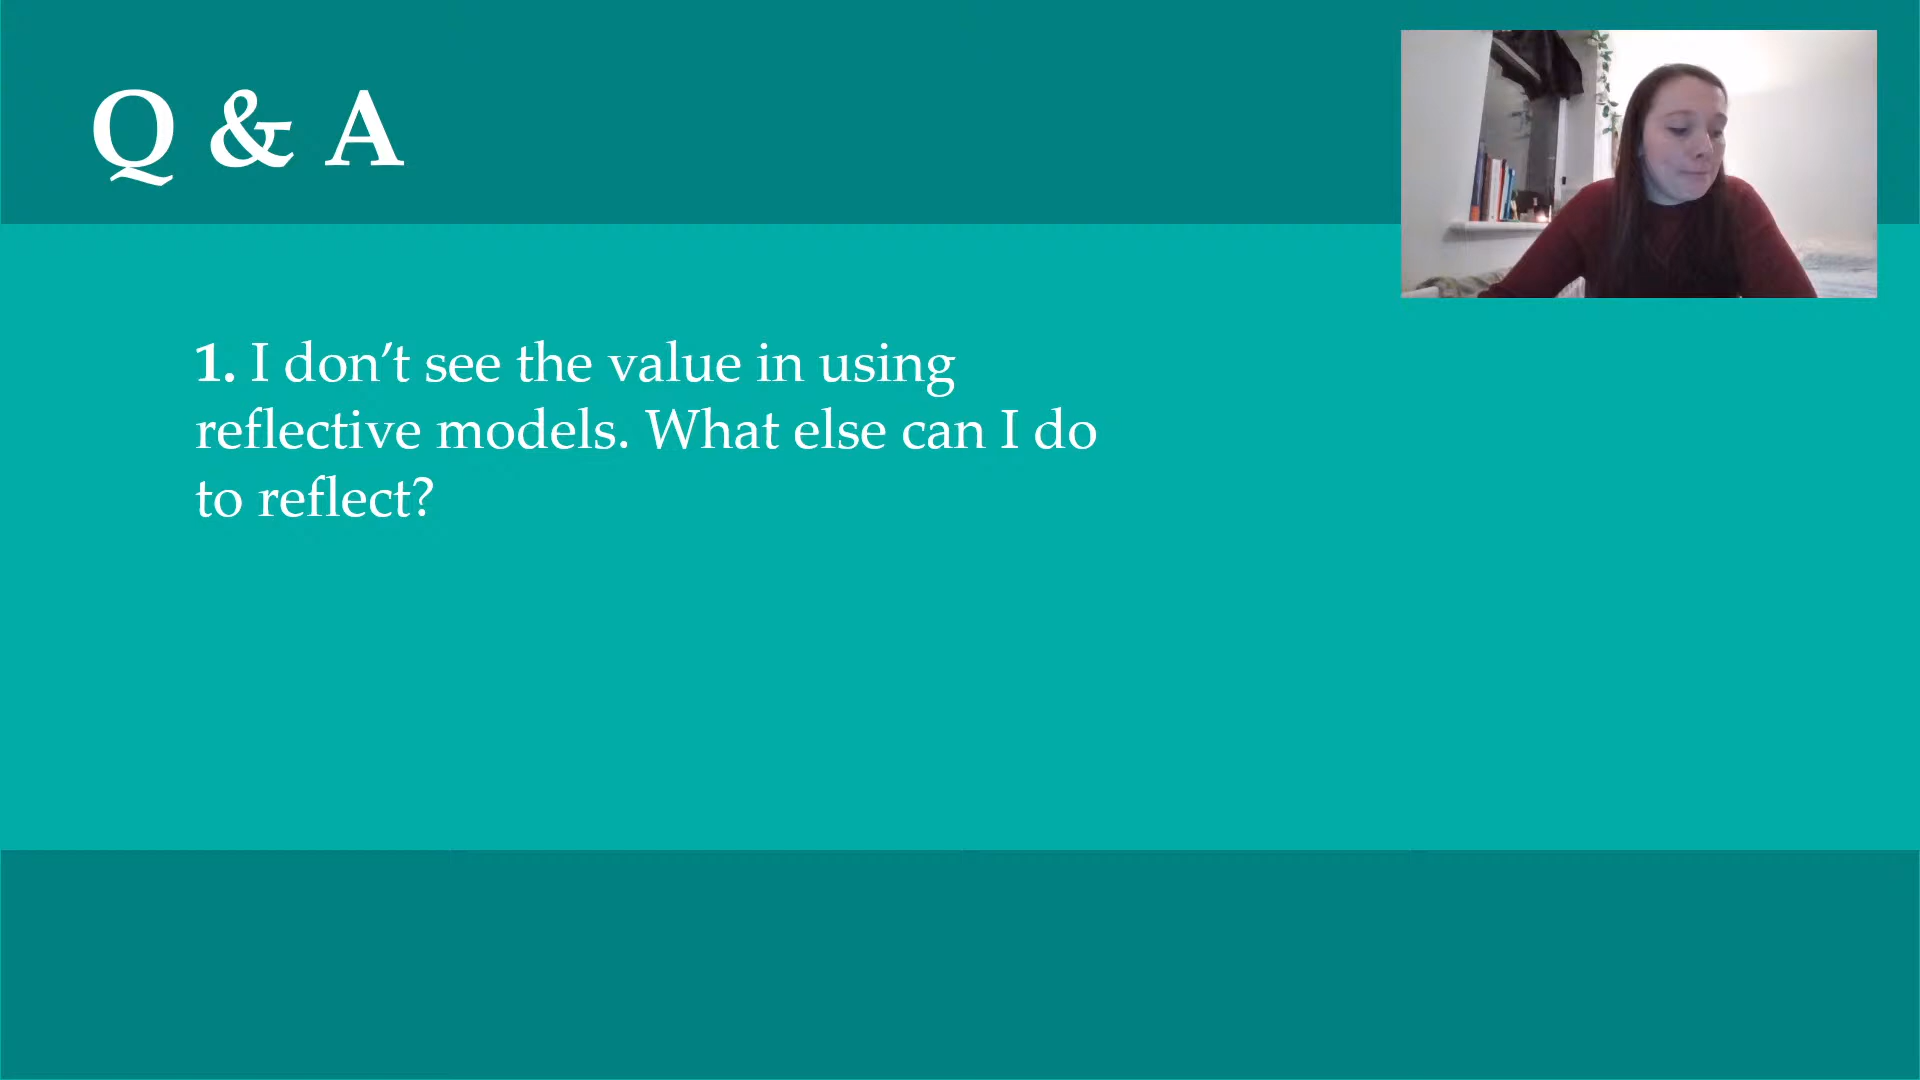 Q & A
1. I don’t see the value in using
reflective models. What else can I do
to reflect?